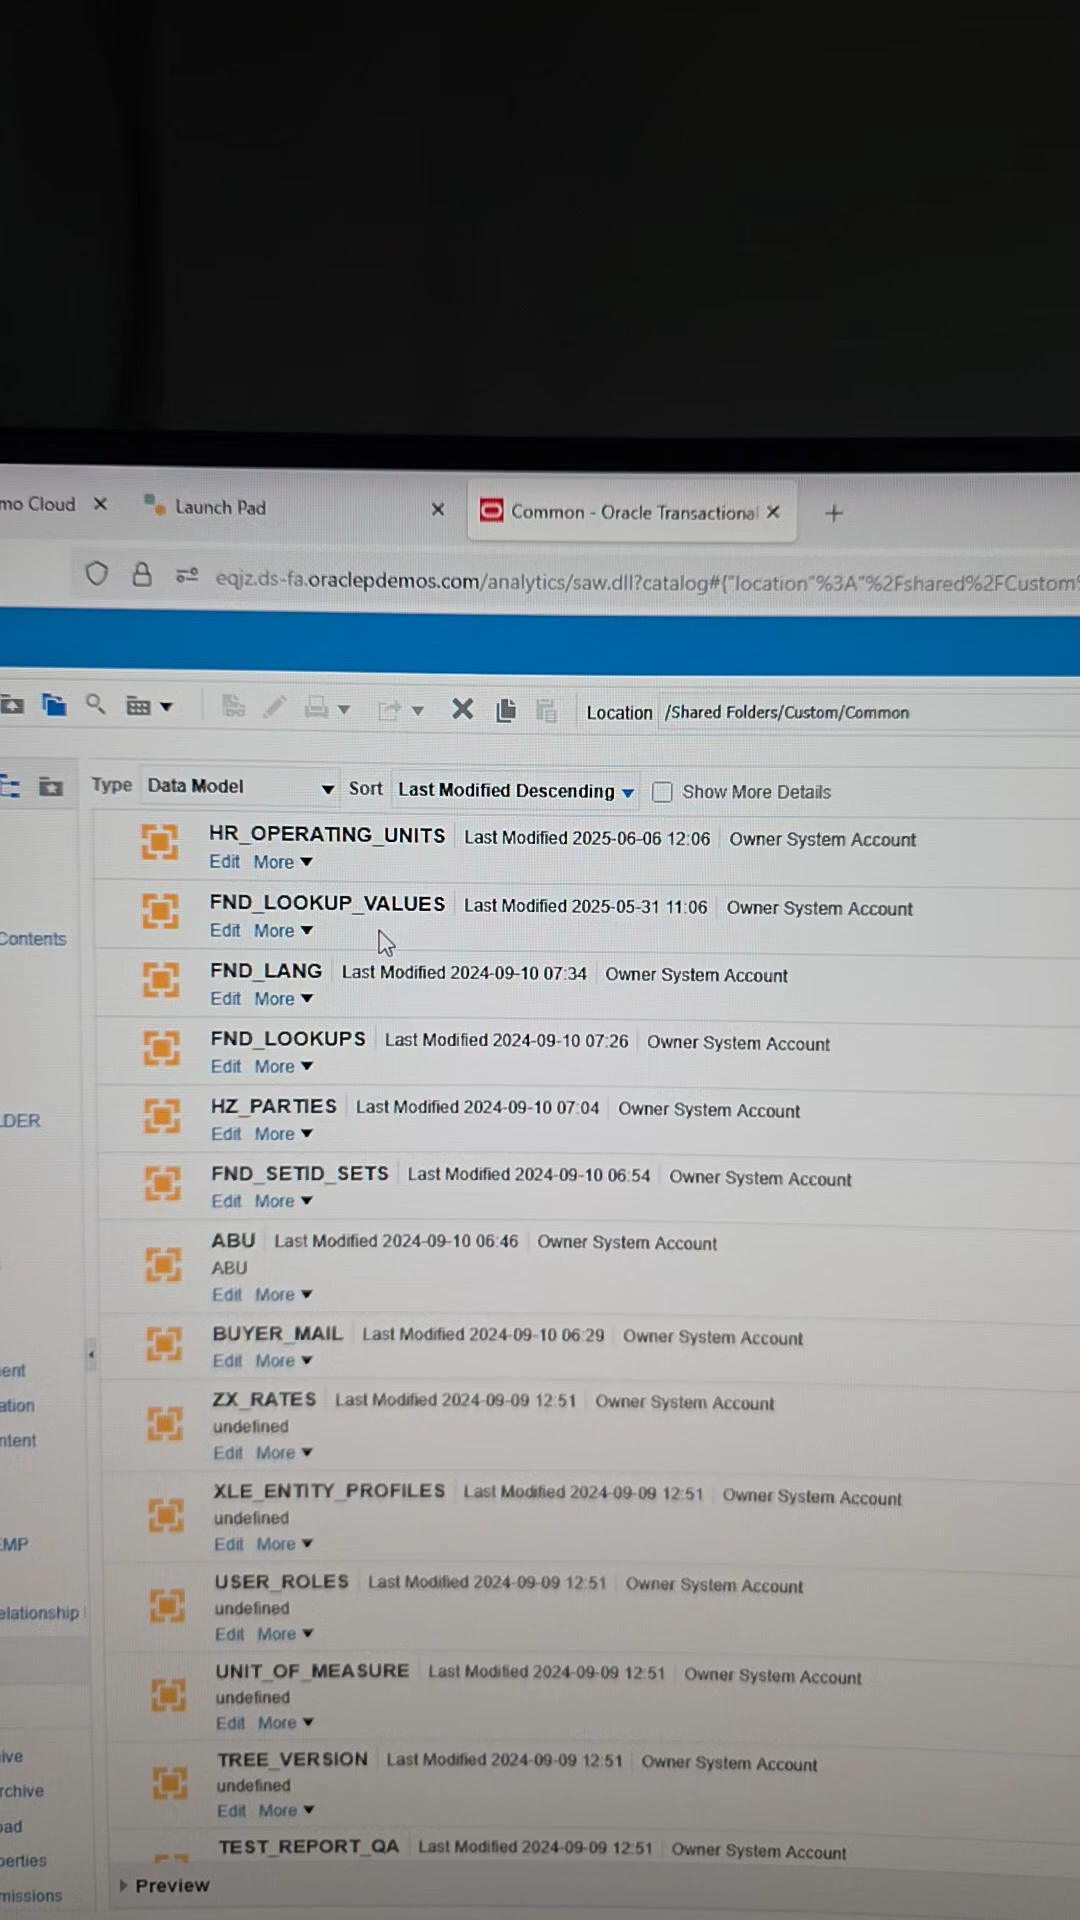 mo Cloud
Launch Pad
Common - Oracle Transactional
eqjz.ds-fa.oraclepdemos.com/analytics/saw.dll?catalog#{"location"%3A"%2Fshared%2FCustom%
Location /Shared Folders/Custom/Common
Type Data Model Sort Last Modified Descending Show More Details
HR_OPERATING_UNITS Last Modified 2025-06-06 12:06 Owner System Account
Edit More
FND_LOOKUP_VALUES Last Modified 2025-05-31 11:06 Owner System Account
Edit More
Contents
FND_LANG Last Modified 2024-09-10 07:34 Owner System Account
Edit More
FND_LOOKUPS Last Modified 2024-09-10 07:26 Owner System Account
Edit More
HZ_PARTIES Last Modified 2024-09-10 07:04 Owner System Account
LDER
Edit More
FND_SETID_SETS Last Modified 2024-09-10 06:54 Owner System Account
Edit More
ABU Last Modified 2024-09-10 06:46 Owner System Account
ABU
Edit More
BUYER_MAIL Last Modified 2024-09-10 06:29 Owner System Account
Edit More
ent
ZX_RATES Last Modified 2024-09-09 12:51 Owner System Account
ation
undefined
ntent
Edit More
XLE_ENTITY_PROFILES Last Modified 2024-09-09 12:51 Owner System Account
undefined
Edit More
EMP
USER_ROLES Last Modified 2024-09-09 12:51 Owner System Account
undefined
elationship
Edit More
UNIT_OF_MEASURE Last Modified 2024-09-09 12:51 Owner System Account
undefined
Edit More
TREE_VERSION Last Modified 2024-09-09 12:51 Owner System Account
ive
undefined
rchive
Edit More
oad
TEST_REPORT_QA Last Modified 2024-09-09 12:51 Owner System Account
perties
Preview
missions